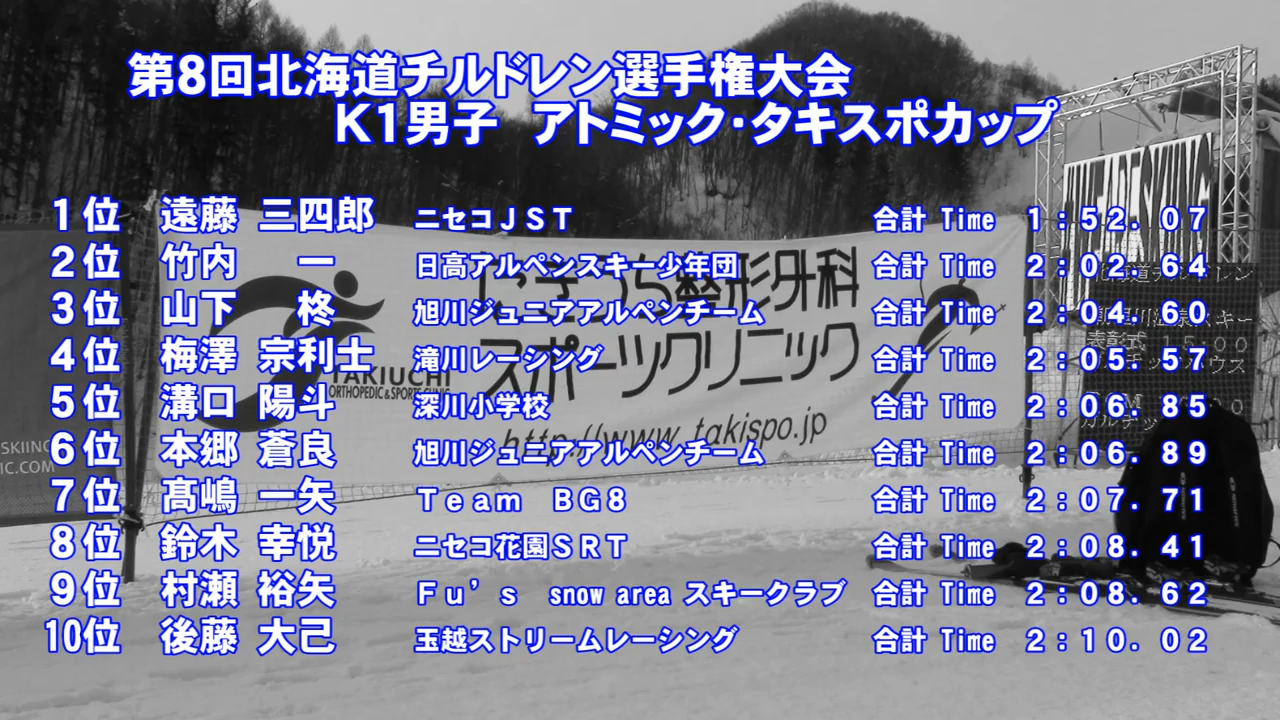 第8回北海道チルドレン選手権大会
K1男子 アトミック・タキスポカップ
1位 遠藤 三四郎 ニセコJST 合計 Time 1:52.07
2位 竹内 一 日高アルペンスキー少年団 合計 Time 2:02.64
3位 山下 柊 旭川ジュニアアルペンチーム 合計 Time 2:04.60
4位 梅澤 宗利士 滝川レーシング 合計 Time 2:05.57
5位 溝口 陽斗 深川小学校 合計 Time 2:06.85
6位 本郷 蒼良 旭川ジュニアアルペンチーム 合計 Time 2:06.89
7位 髙嶋 一矢 Team BG8 合計 Time 2:07.71
8位 鈴木 幸悦 ニセコ花園SRT 合計 Time 2:08.41
9位 村瀬 裕矢 Fu’s snow area スキークラブ 合計 Time 2:08.62
10位 後藤 大己 玉越ストリームレーシング 合計 Time 2:10.02
整形外科
スポーツクリニック
TAKIUCHI
ORTHOPEDIC & SPORTS CLINIC
http://www.takispo.jp
WE ARE SKIING
表彰式 15:00